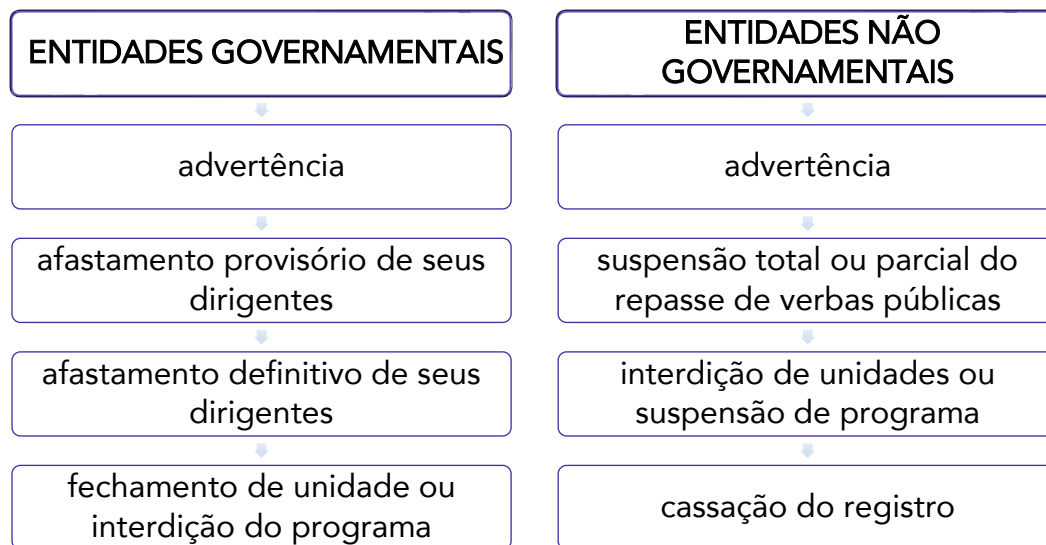 ENTIDADES GOVERNAMENTAIS
advertência
afastamento provisório de seus
dirigentes
afastamento definitivo de seus
dirigentes
fechamento de unidade ou
interdição do programa
ENTIDADES NÃO
GOVERNAMENTAIS
advertência
suspensão total ou parcial do
repasse de verbas públicas
interdição de unidades ou
suspensão de programa
cassação do registro